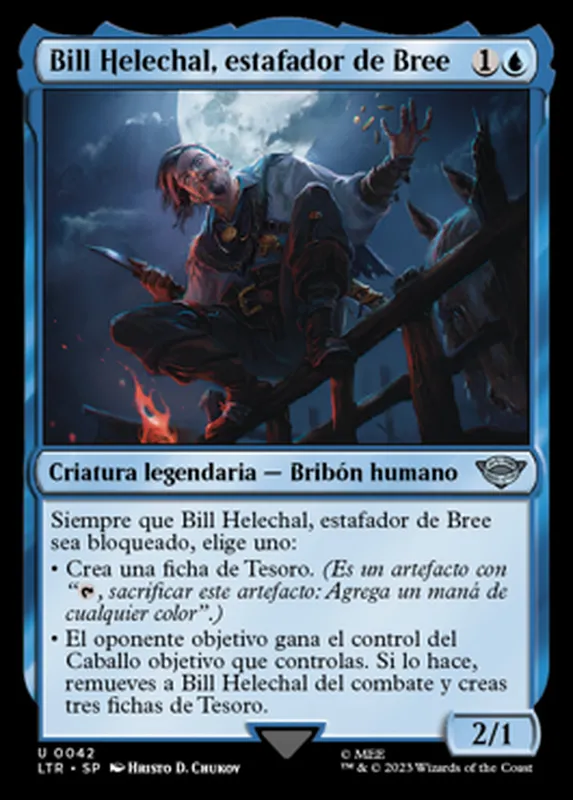 Bill Helechal, estafador de Bree 1
Criatura legendaria — Bribón humano
Siempre que Bill Helechal, estafador de Bree
sea bloqueado, elige uno:
• Crea una ficha de Tesoro. (Es un artefacto con
“, sacrificar este artefacto: Agrega un maná de
cualquier color”.)
• El oponente objetivo gana el control del
Caballo objetivo que controlas. Si lo hace,
remueves a Bill Helechal del combate y creas
tres fichas de Tesoro.
2/1
U 0042
LTR • SP Hristo D. Chukov
© MEE
™ & © 2023 Wizards of the Coast